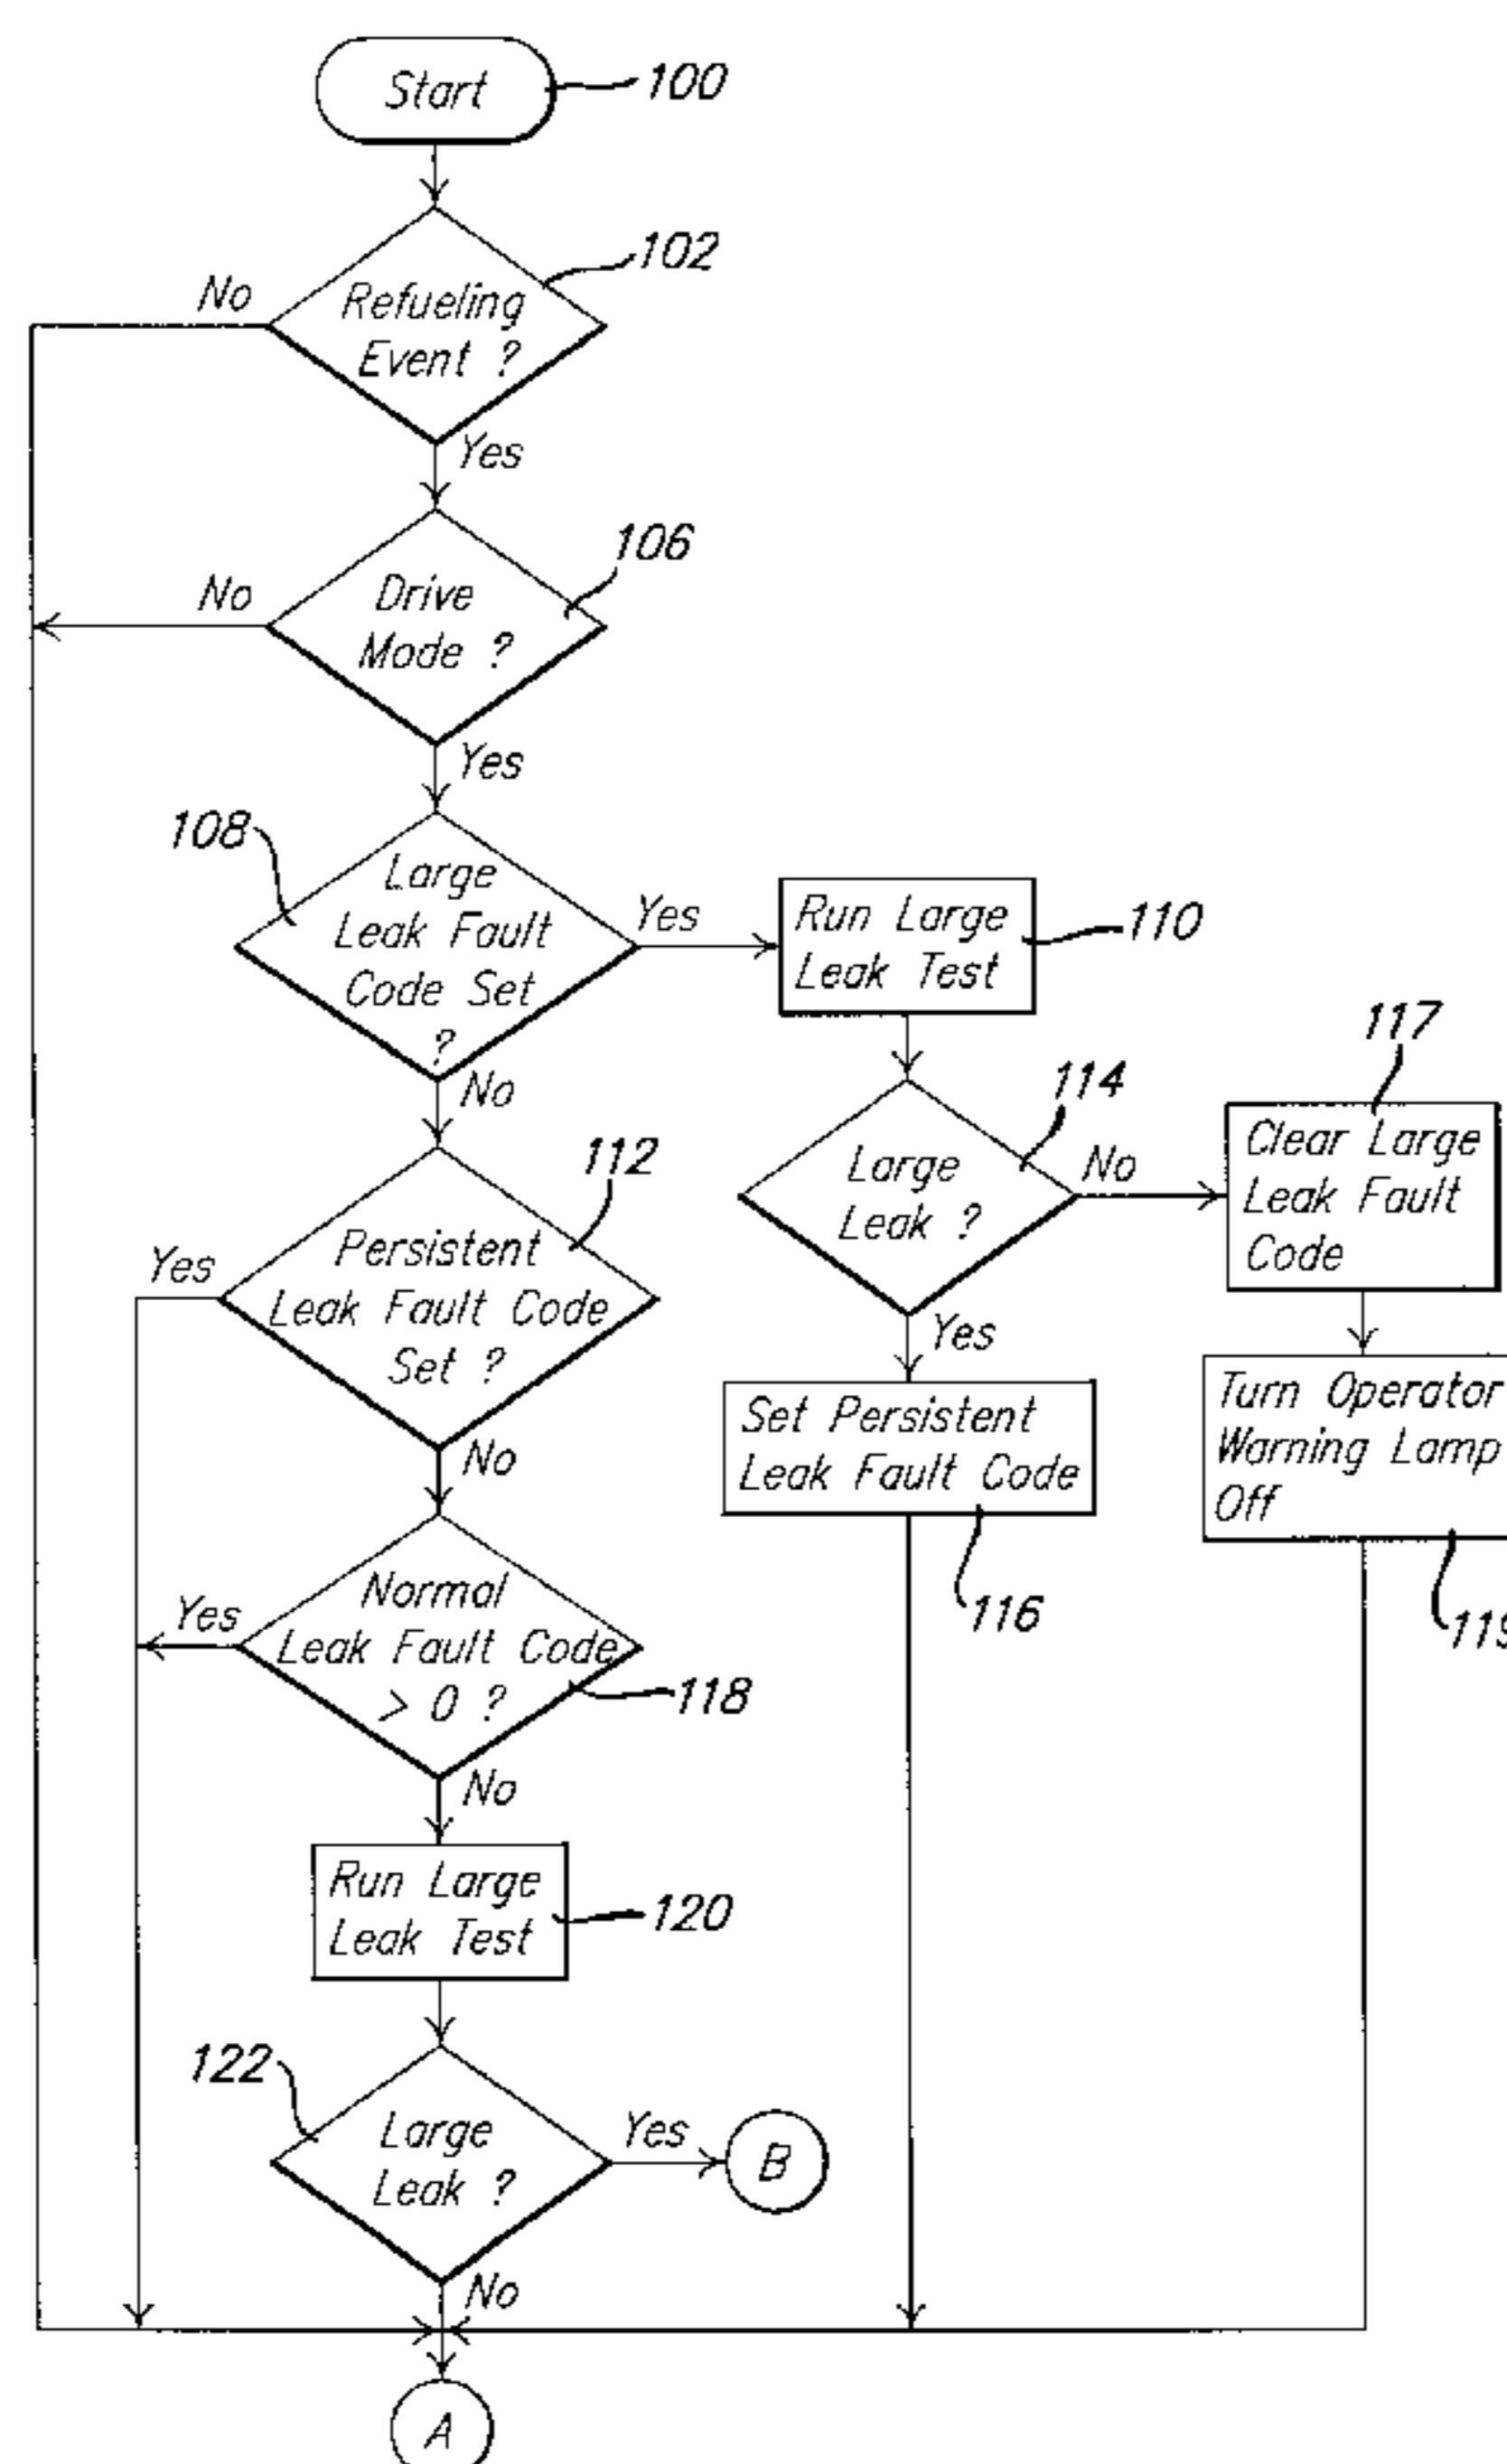 Start
100
102
No
Refueling
Event ?
Yes
106
No
Drive
Mode ?
Yes
108
Large
Leak Fault
Code Set
?
Yes
Run Large
Leak Test
110
No
117
114
Clear Large
Leak Fault
Code
112
Large
Leak ?
No
Yes
Persistent
Leak Fault Code
Set ?
No
Yes
Set Persistent
Leak Fault Code
116
Turn Operator
Warning Lamp
Off
119
Yes
Normal
Leak Fault Code
> 0 ?
118
No
Run Large
Leak Test
120
122
Large
Leak ?
Yes
B
No
A